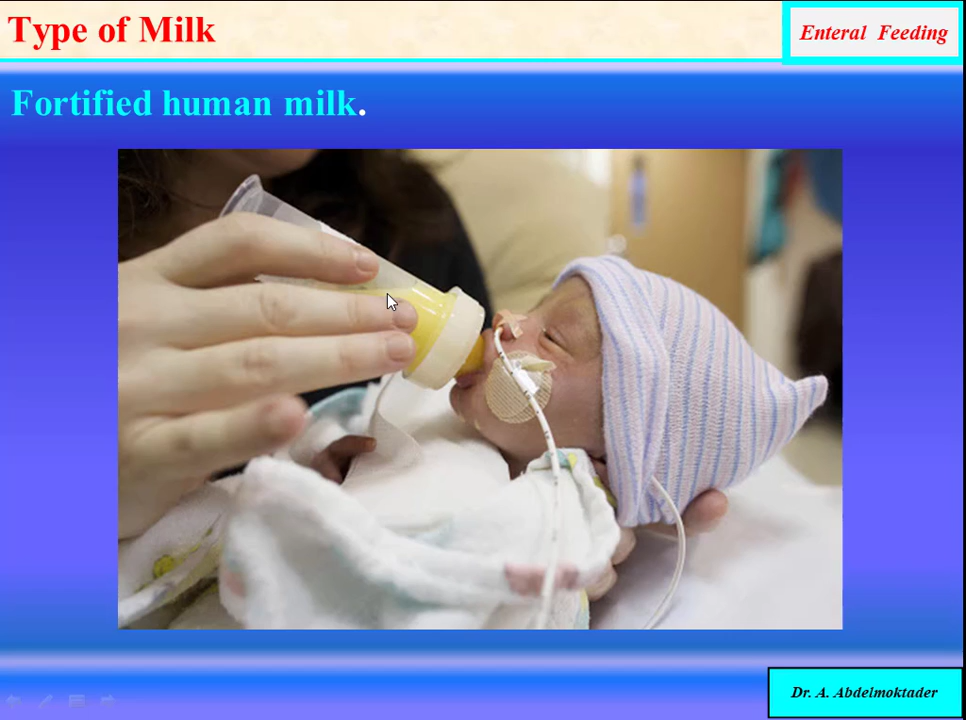 Type of Milk
Enteral Feeding
Fortified human milk.
Dr. A. Abdelmoktader